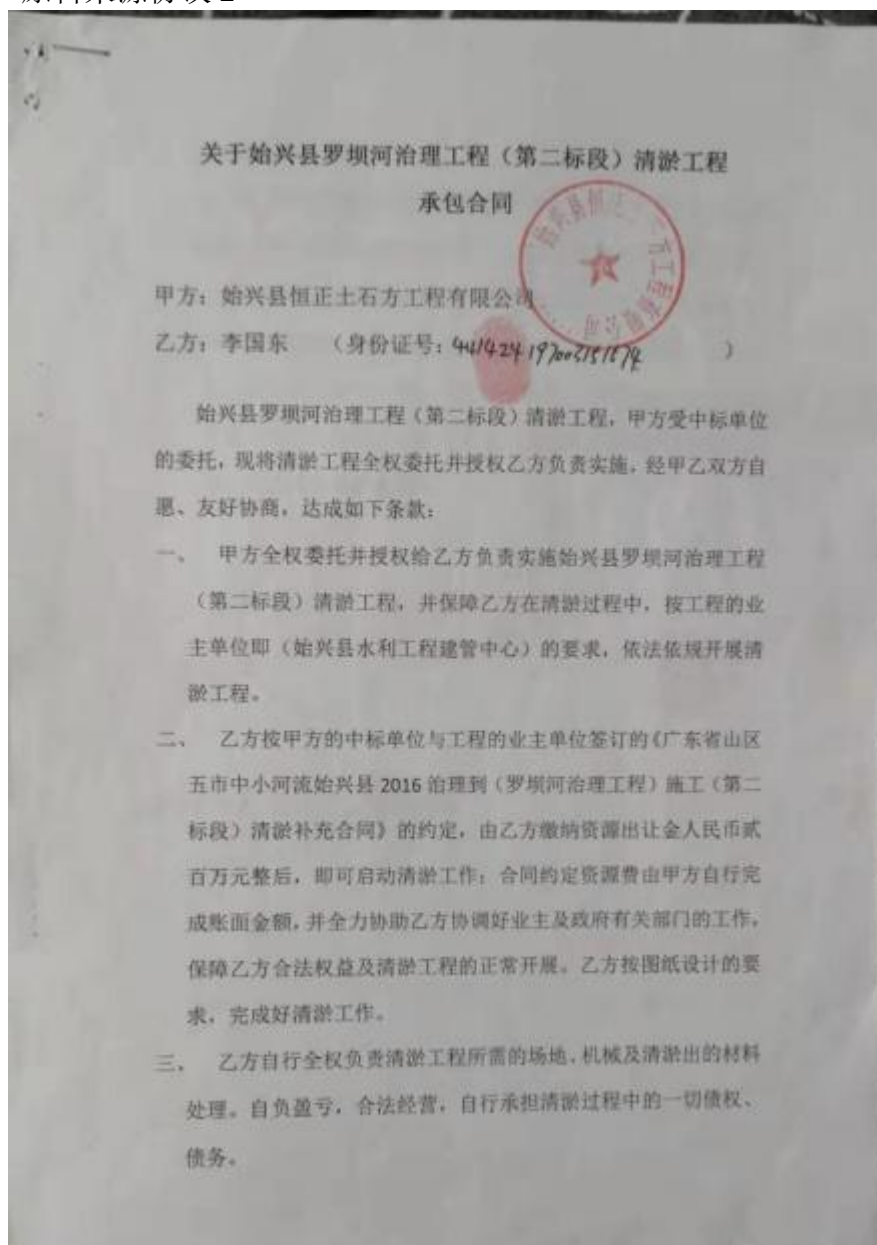 关于始兴县罗坝河治理工程（第二标段）清淤工程
承包合同
甲方：始兴县恒正土石方工程有限公司
乙方：李国东 （身份证号： ）
始兴县罗坝河治理工程（第二标段）清淤工程，甲方受中标单位
的委托，现将清淤工程全权委托并授权乙方负责实施，经甲乙双方自
愿、友好协商，达成如下条款：
一、 甲方全权委托并授权给乙方负责实施始兴县罗坝河治理工程
（第二标段）清淤工程，并保障乙方在清淤过程中，按工程的业
主单位即（始兴县水利工程建管中心）的要求，依法依规开展清
淤工程。
二、 乙方按甲方的中标单位与工程的业主单位签订的《广东省山区
五市中小河流始兴县 2016 治理到（罗坝河治理工程）施工（第二
标段）清淤补充合同》的约定，由乙方缴纳资源出让金人民币贰
百万元整后，即可启动清淤工作；合同约定资源费由甲方自行完
成账面金额，并全力协助乙方协调好业主及政府有关部门的工作，
保障乙方合法权益及清淤工程的正常开展。乙方按图纸设计的要
求，完成好清淤工作。
三、 乙方自行全权负责清淤工程所需的场地、机械及清淤出的材料
处理。自负盈亏，合法经营，自行承担清淤过程中的一切债权、
债务。